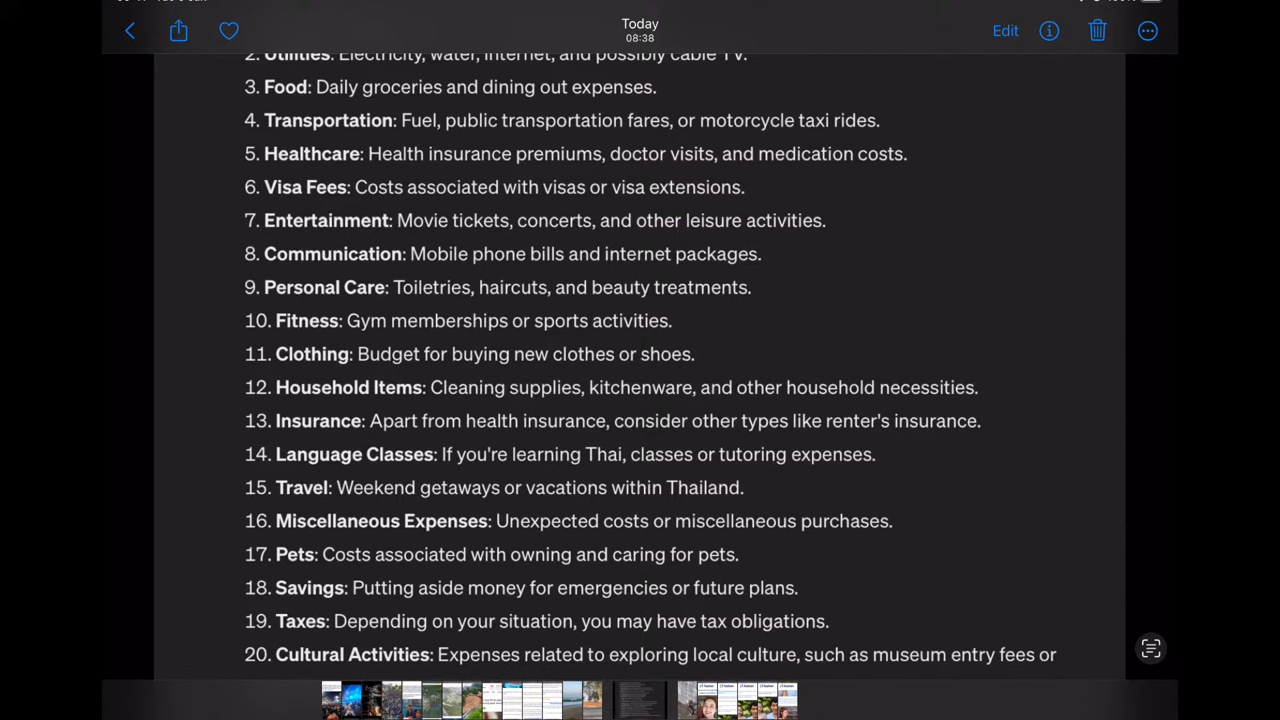 Today
08:38
Edit
2. Utilities: Electricity, water, internet, and possibly cable TV.
3. Food: Daily groceries and dining out expenses.
4. Transportation: Fuel, public transportation fares, or motorcycle taxi rides.
5. Healthcare: Health insurance premiums, doctor visits, and medication costs.
6. Visa Fees: Costs associated with visas or visa extensions.
7. Entertainment: Movie tickets, concerts, and other leisure activities.
8. Communication: Mobile phone bills and internet packages.
9. Personal Care: Toiletries, haircuts, and beauty treatments.
10. Fitness: Gym memberships or sports activities.
11. Clothing: Budget for buying new clothes or shoes.
12. Household Items: Cleaning supplies, kitchenware, and other household necessities.
13. Insurance: Apart from health insurance, consider other types like renter's insurance.
14. Language Classes: If you're learning Thai, classes or tutoring expenses.
15. Travel: Weekend getaways or vacations within Thailand.
16. Miscellaneous Expenses: Unexpected costs or miscellaneous purchases.
17. Pets: Costs associated with owning and caring for pets.
18. Savings: Putting aside money for emergencies or future plans.
19. Taxes: Depending on your situation, you may have tax obligations.
20. Cultural Activities: Expenses related to exploring local culture, such as museum entry fees or